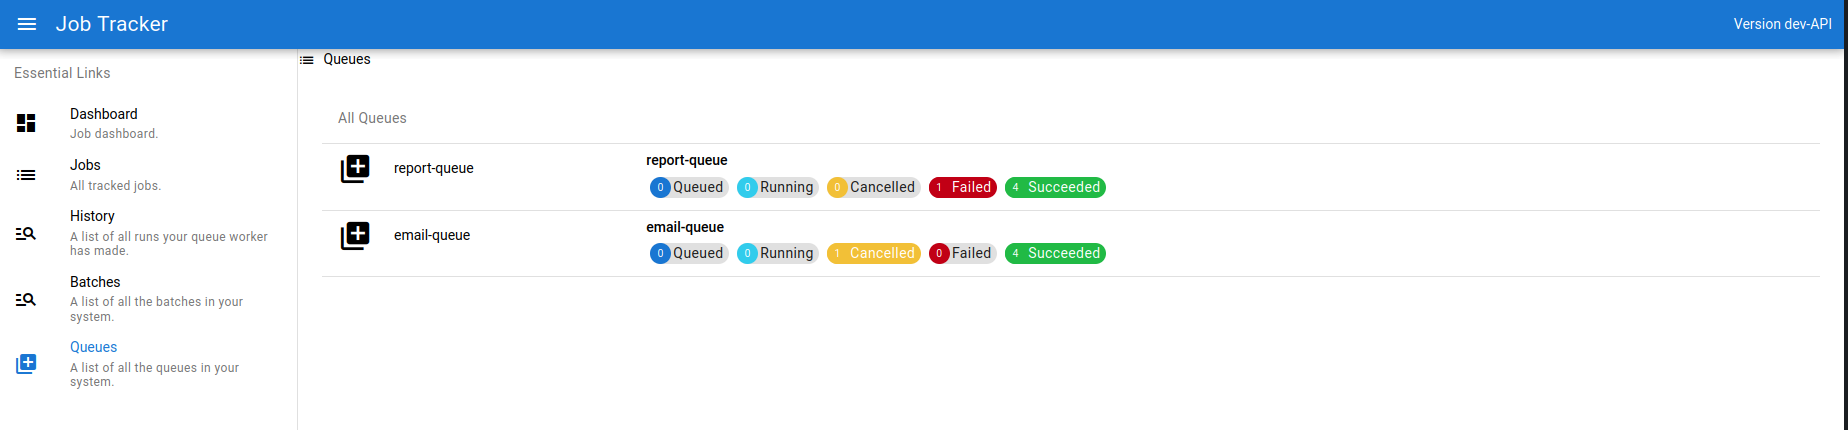 Job Tracker
Version dev-API
Essential Links
Dashboard
Job dashboard.
Jobs
All tracked jobs.
History
A list of all runs your queue worker
has made.
Batches
A list of all the batches in your
system.
Queues
A list of all the queues in your
system.
Queues
All Queues
report-queue
report-queue
0 Queued 0 Running 0 Cancelled 1 Failed 4 Succeeded
email-queue
email-queue
0 Queued 0 Running 1 Cancelled 0 Failed 4 Succeeded